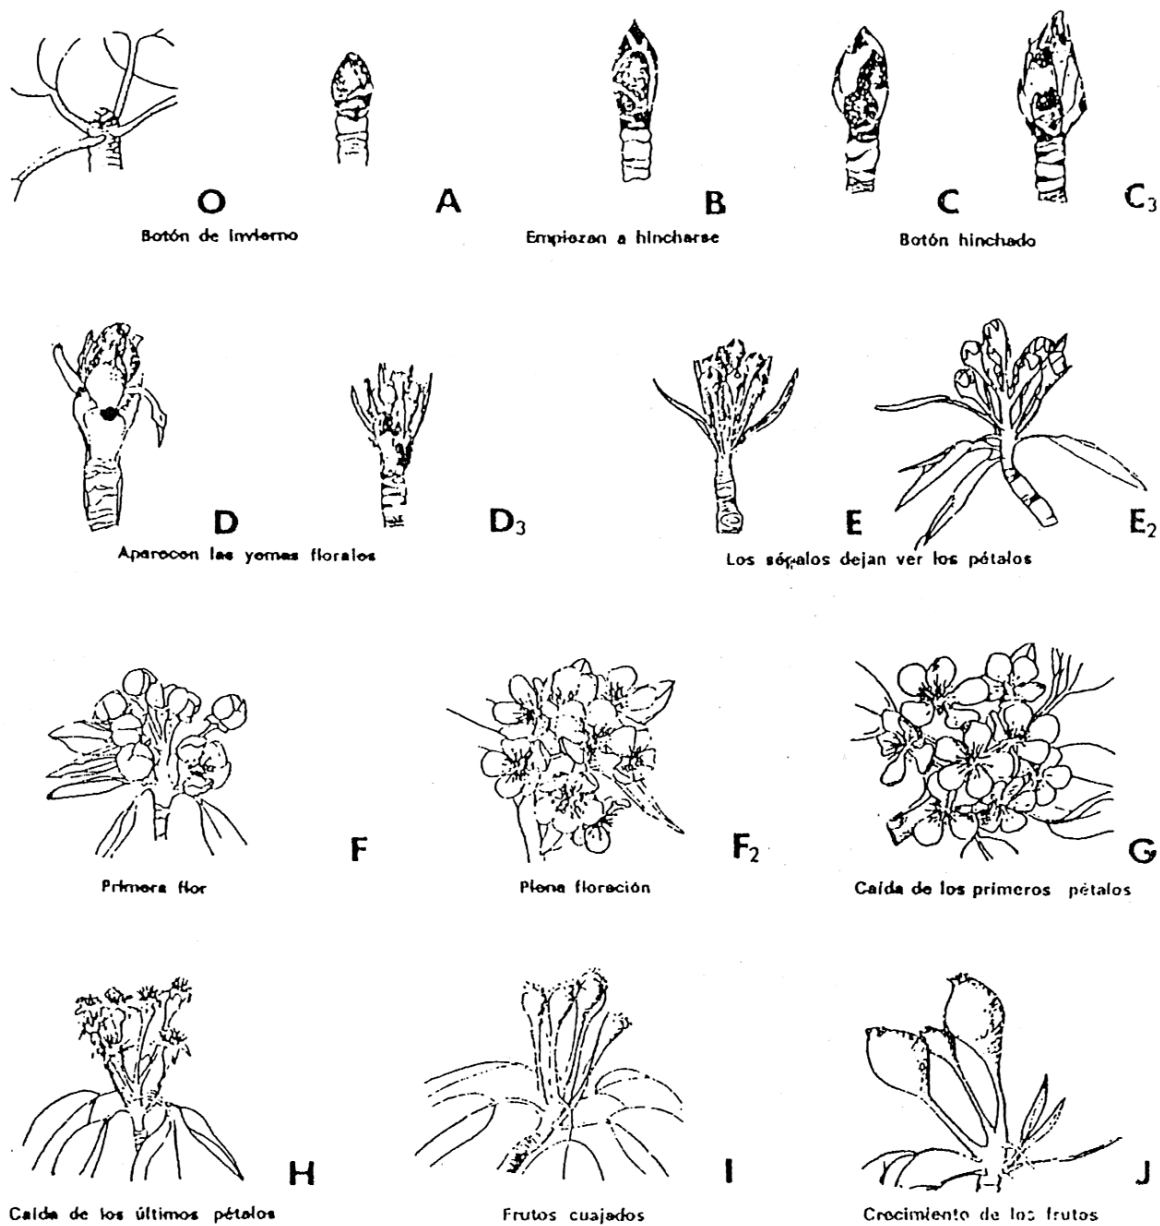 O A B C C3
Botón de invierno Empiezan a hincharse Botón hinchado
D D3 E E2
Aparecen las yemas florales Los sépalos dejan ver los pétalos
F F2 G
Primera flor Plena floración Caída de los primeros pétalos
H I J
Caída de los últimos pétalos Frutos cuajados Crecimiento de los frutos